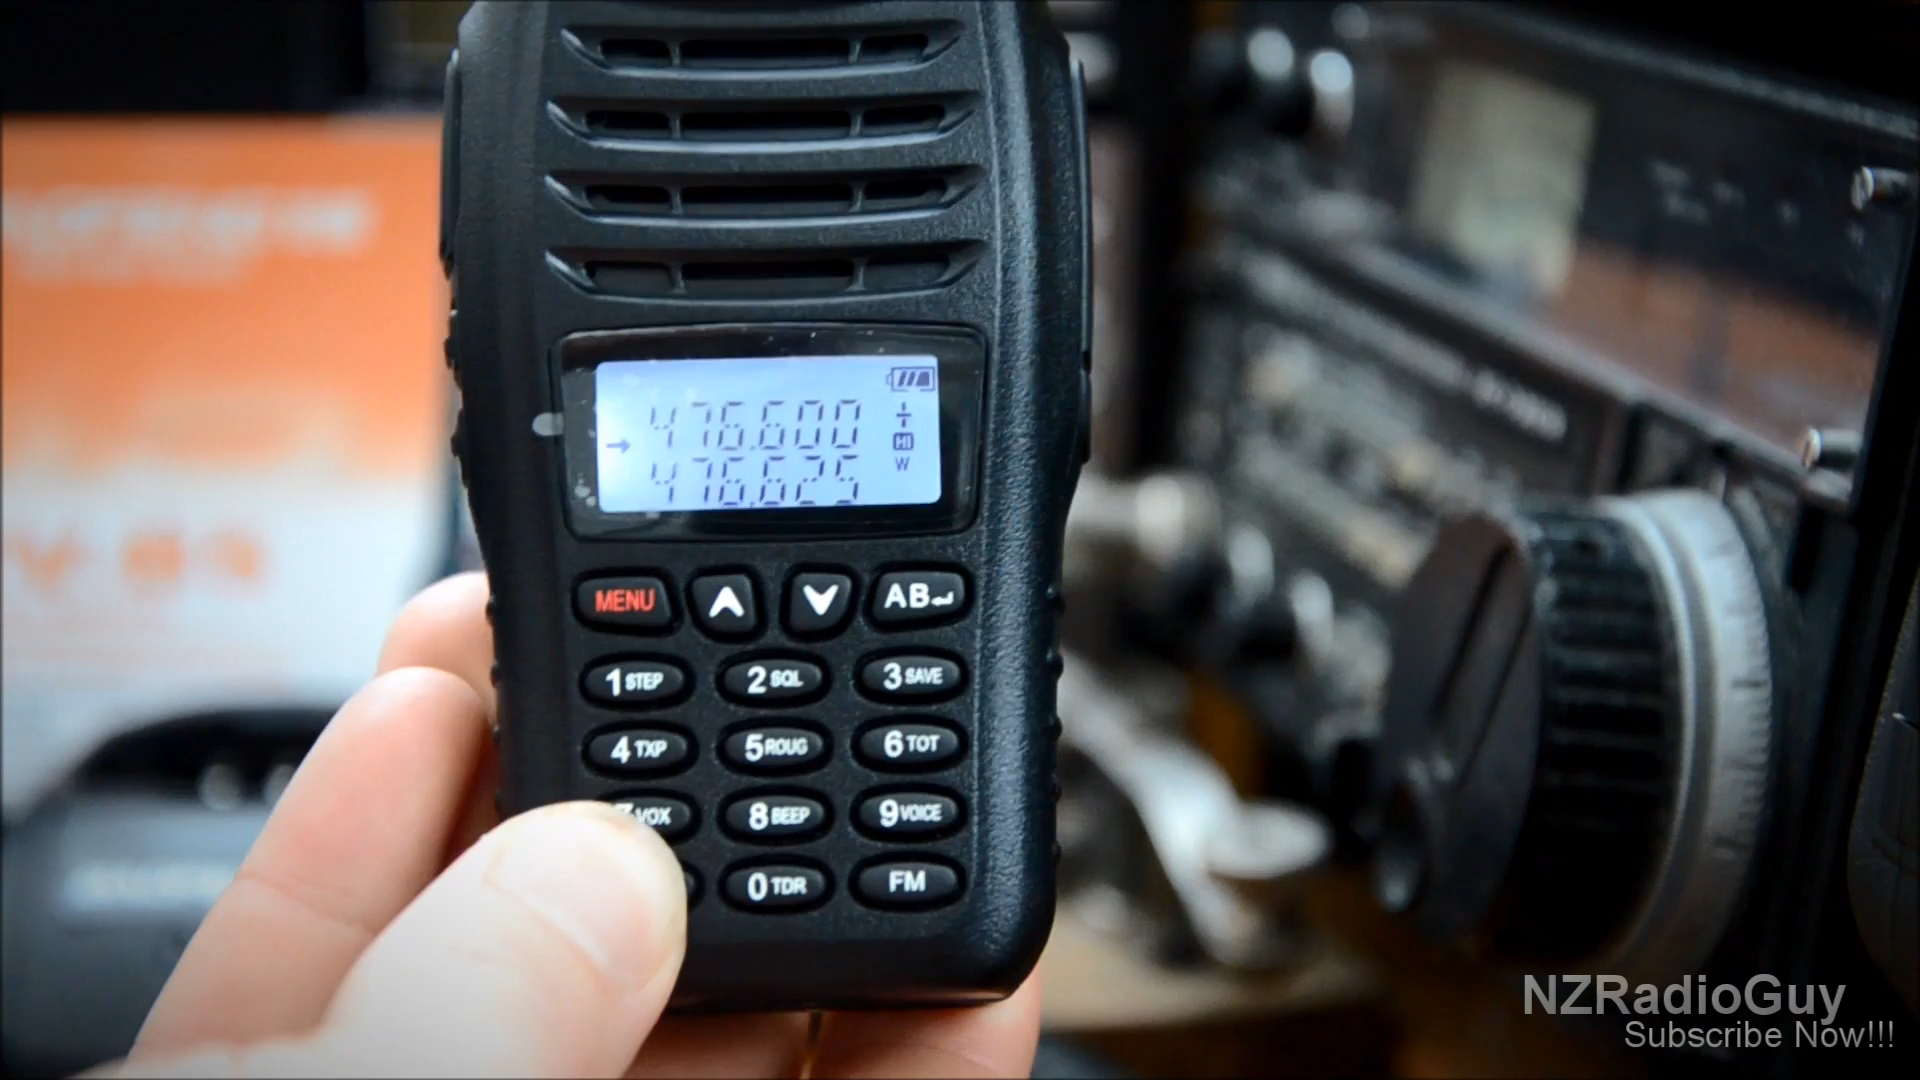 476.600
HI
W
476.625
MENU
AB
1 STEP
2 SQL
3 SAVE
4 TXP
5 ROUG
6 TOT
7 VOX
8 BEEP
9 VOICE
0 TDR
FM
NZRadioGuy
Subscribe Now!!!